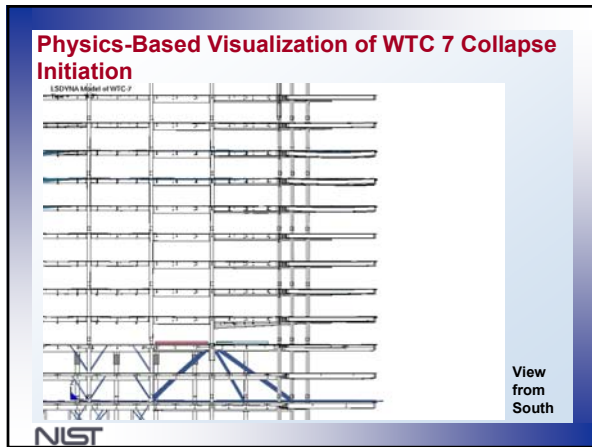 Physics-Based Visualization of WTC 7 Collapse
Initiation
LSDYNA Model of WTC-7
View
from
South
NIST